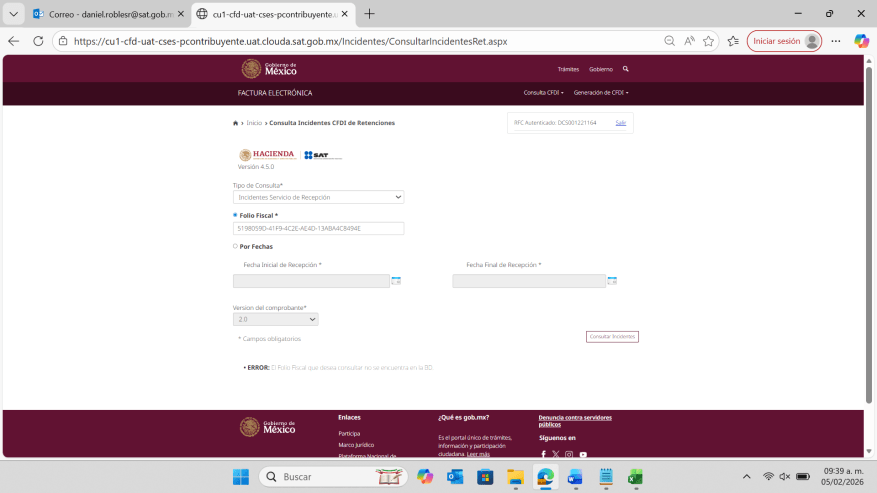 Correo - daniel.roblesr@sat.gob.m
cu1-cfd-uat-cses-pcontribuyente.u
https://cu1-cfd-uat-cses-pcontribuyente.uat.clouda.sat.gob.mx/Incidentes/ConsultarIncidentesRet.aspx
Iniciar sesión
Gobierno de
México
Trámites Gobierno
FACTURA ELECTRÓNICA
Consulta CFDI Generación de CFDI
Inicio Consulta Incidentes CFDI de Retenciones
RFC Autenticado: DCS001221164 Salir
HACIENDA SAT
Versión 4.5.0
Tipo de Consulta*
Incidentes Servicio de Recepción
Folio Fiscal *
5198059D-41F9-4C2E-AE4D-13ABA4C8494E
Por Fechas
Fecha Inicial de Recepción * Fecha Final de Recepción *
Version del comprobante*
2.0
* Campos obligatorios
Consultar Incidentes
• ERROR: El Folio Fiscal que desea consultar no se encuentra en la BD.
Gobierno de
México
Enlaces
Participa
Marco Jurídico
Plataforma Nacional de
¿Qué es gob.mx?
Es el portal único de trámites,
información y participación
ciudadana. Leer más
Denuncia contra servidores
públicos
Síguenos en
Buscar
09:39 a. m.
05/02/2026